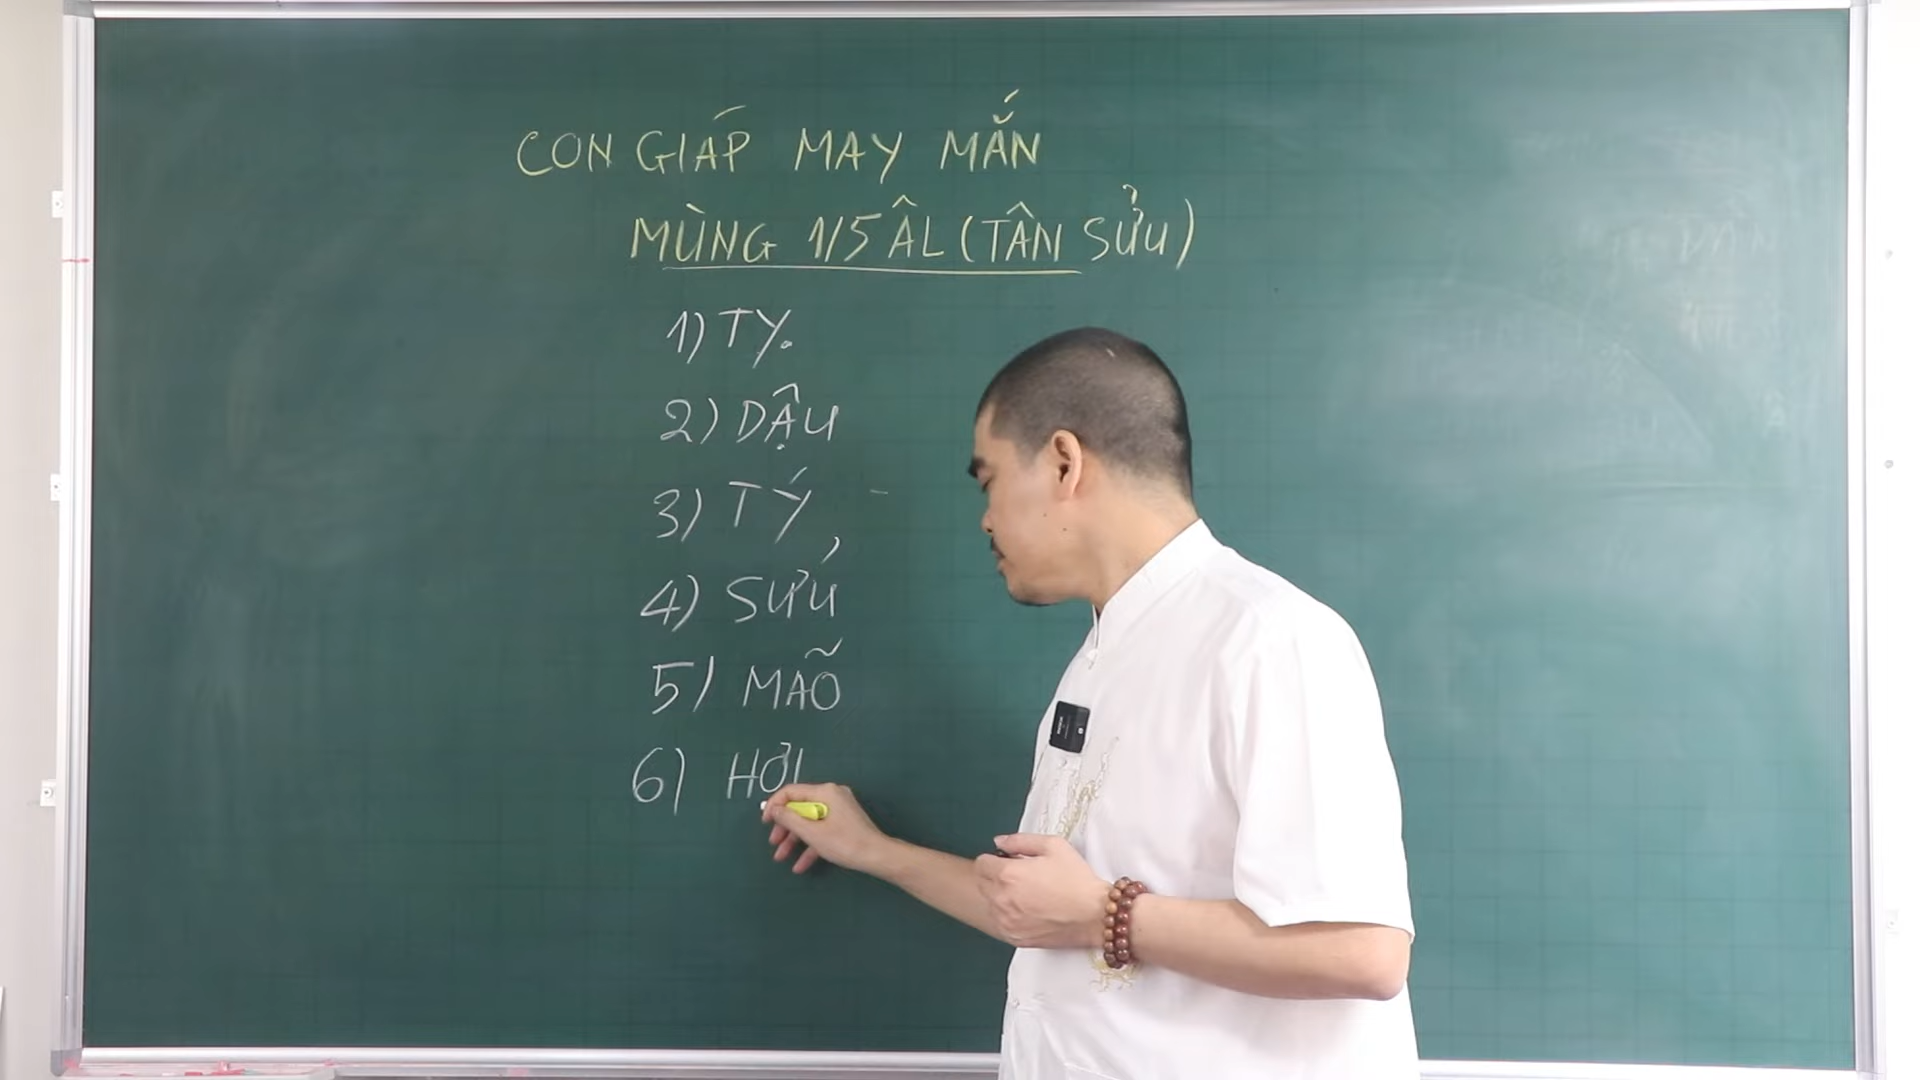 CON GIÁP MAY MẮN
MÙNG 1/5 ÂL (TÂN SỬU)
1) TỴ
2) DẬU
3) TÝ
4) SỬU
5) MÃO
6) HỢI